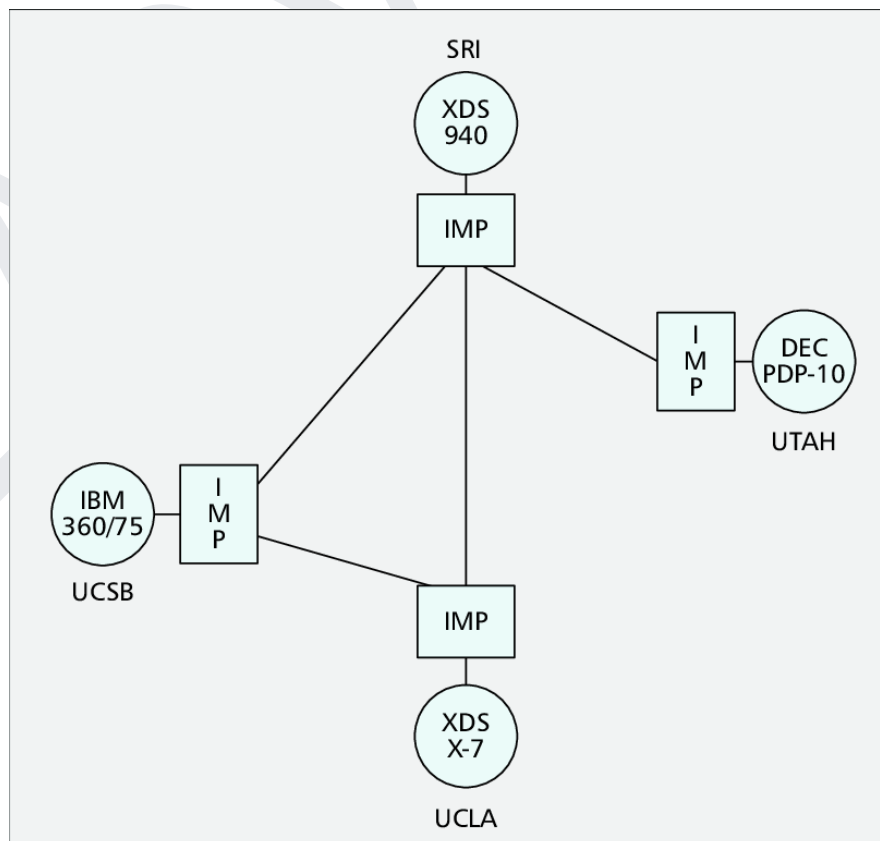 SRI
XDS
940
IMP
I
M
P
DEC
PDP-10
UTAH
IBM
360/75
I
M
P
UCSB
IMP
XDS
X-7
UCLA